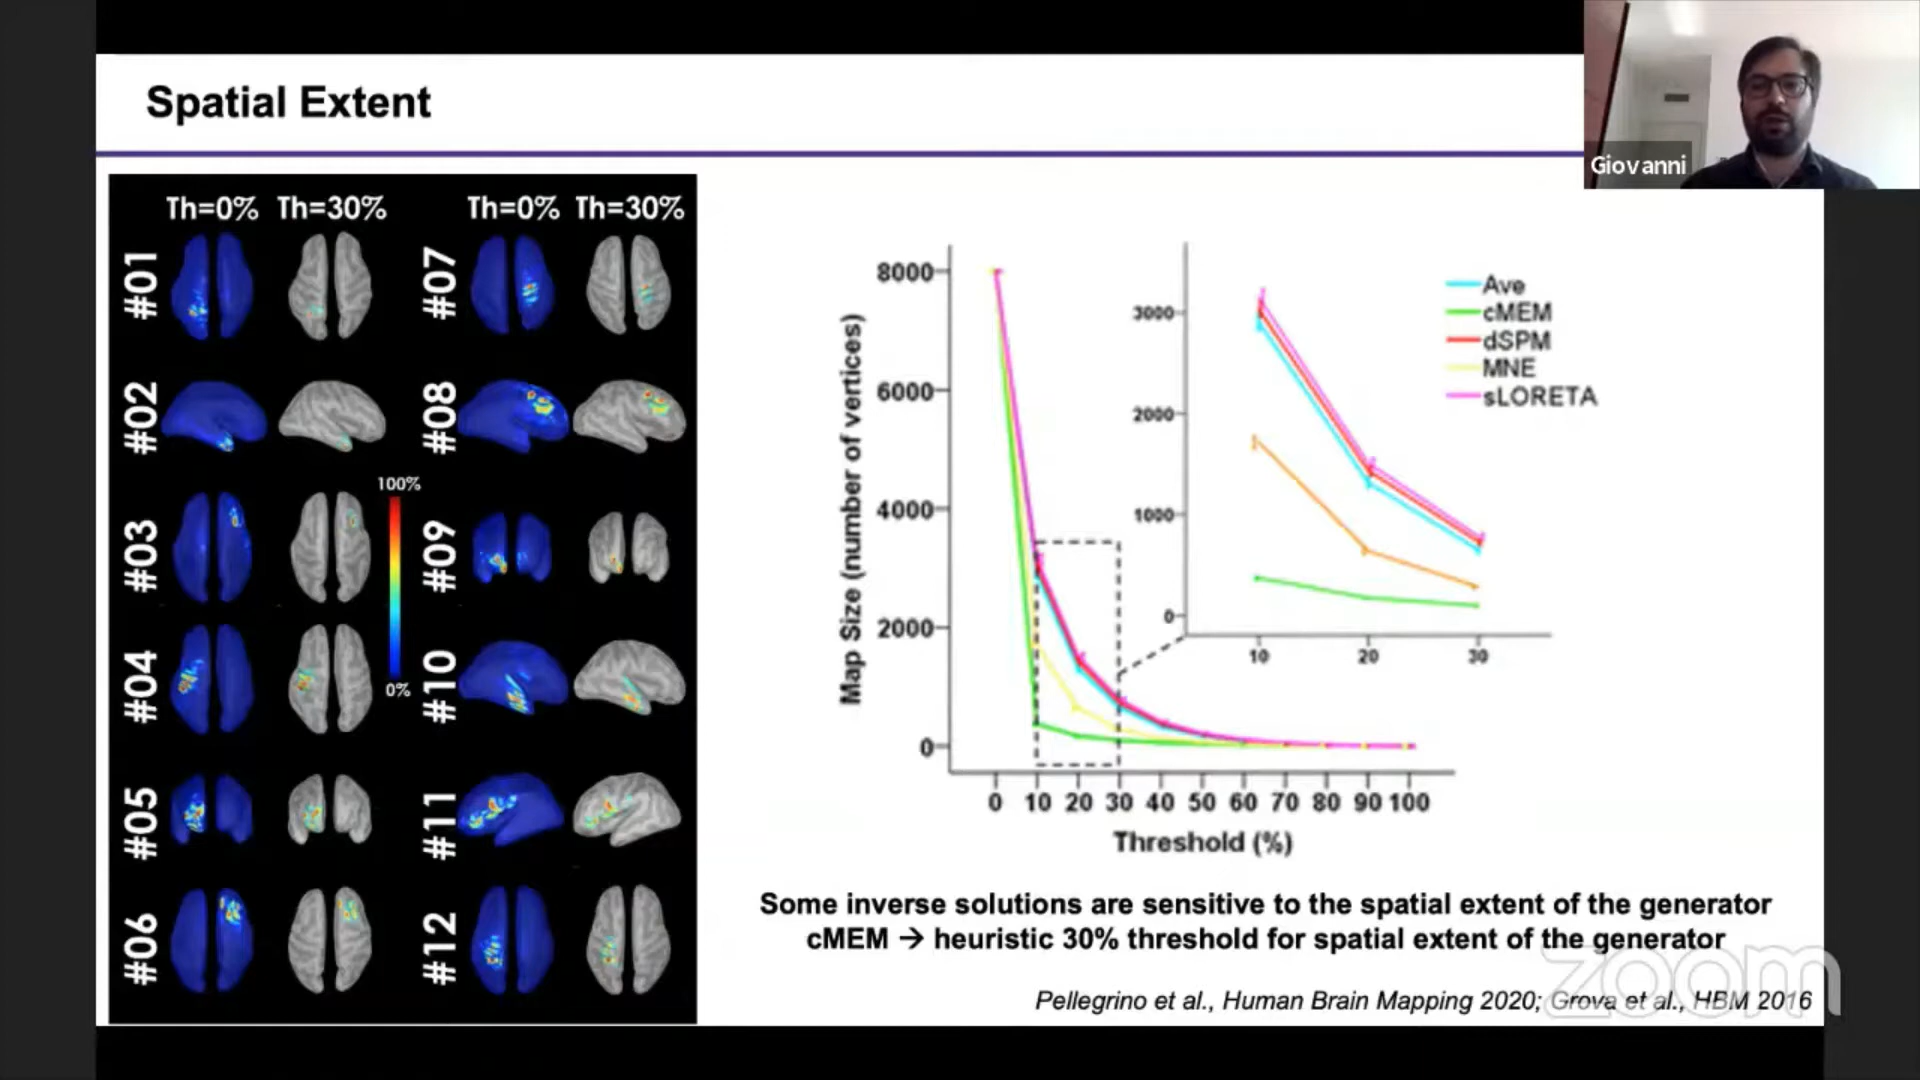 Spatial Extent
Giovanni
Th=0% Th=30% Th=0% Th=30%
#01
#07
#02
#08
100%
#03
#09
0%
#04
#10
#05
#11
#06
#12
Map Size (number of vertices)
8000
6000
4000
2000
0
0 10 20 30 40 50 60 70 80 90 100
Threshold (%)
3000
2000
1000
0
10 20 30
Ave
cMEM
dSPM
MNE
sLORETA
Some inverse solutions are sensitive to the spatial extent of the generator
cMEM → heuristic 30% threshold for spatial extent of the generator
Pellegrino et al., Human Brain Mapping 2020; Grova et al., HBM 2016
zoom